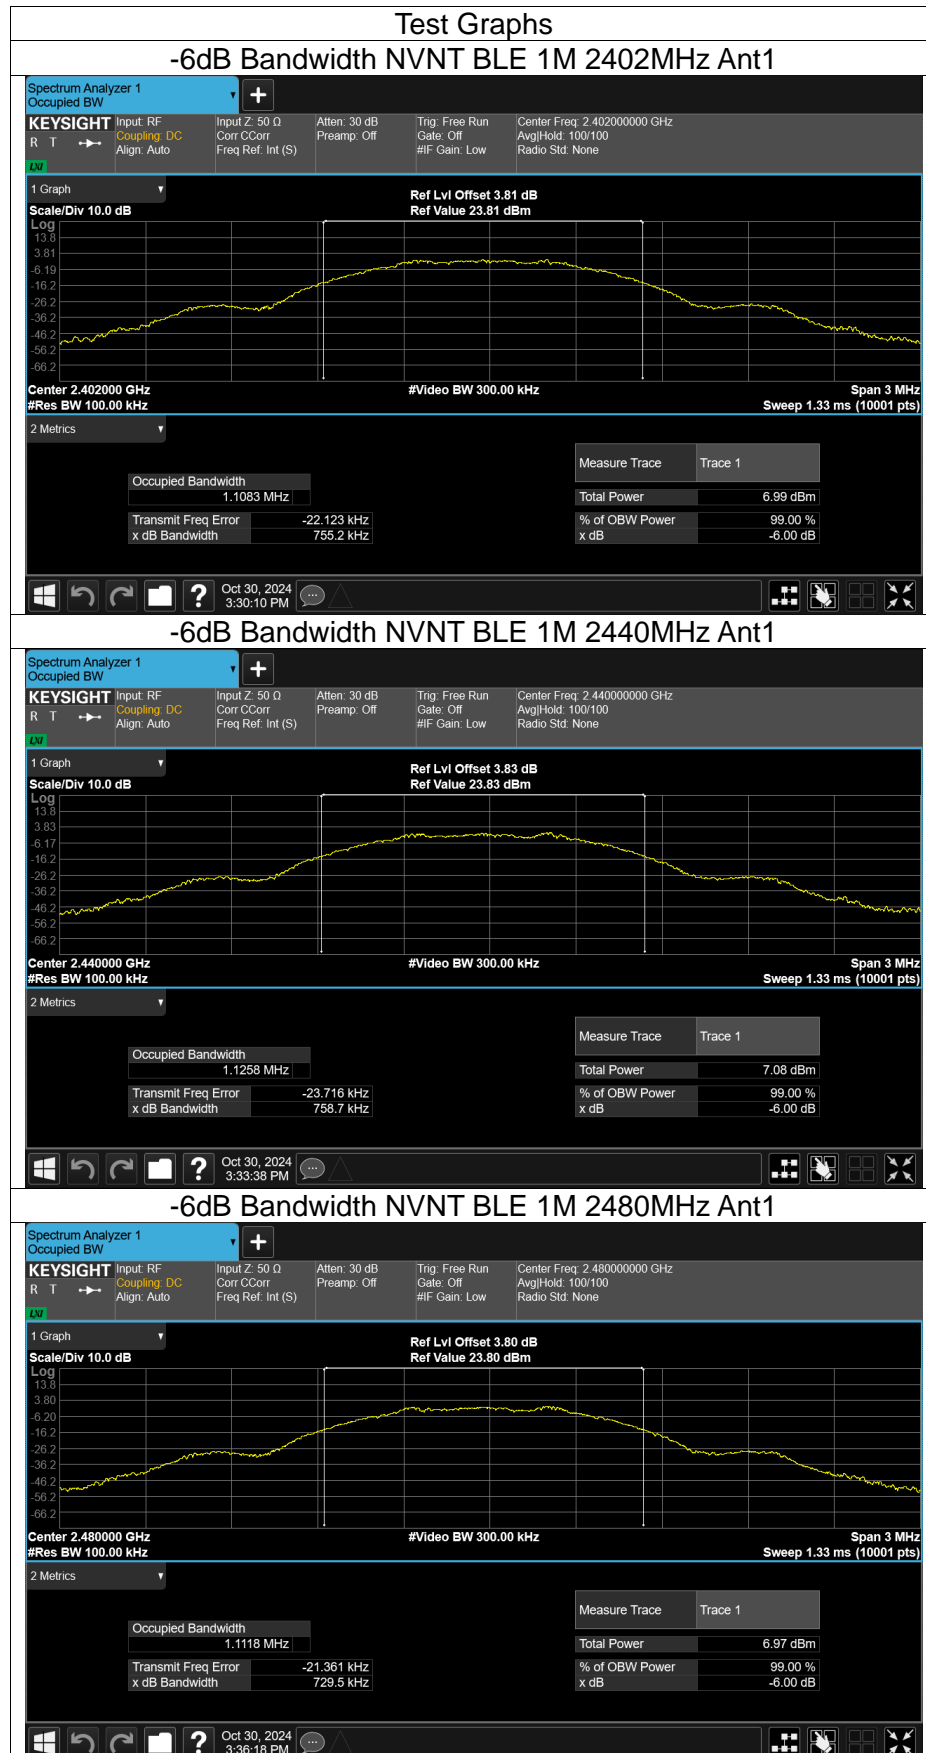 Test Graphs
-6dB Bandwidth NVNT BLE 1M 2402MHz Ant1
Spectrum Analyzer 1
Occupied BW
KEYSIGHT Input: RF Input Z: 50 Ω Atten: 30 dB Trig: Free Run Center Freq: 2.402000000 GHz
R T Coupling: DC Corr CCorr Preamp: Off Gate: Off Avg|Hold: 100/100
Align: Auto Freq Ref: Int (S) #IF Gain: Low Radio Std: None
LXI
1 Graph Ref Lvl Offset 3.81 dB
Scale/Div 10.0 dB Ref Value 23.81 dBm
Log
13.8
3.81
-6.19
-16.2
-26.2
-36.2
-46.2
-56.2
-66.2
Center 2.402000 GHz #Video BW 300.00 kHz Span 3 MHz
#Res BW 100.00 kHz Sweep 1.33 ms (10001 pts)
2 Metrics
Measure Trace Trace 1
Occupied Bandwidth
1.1083 MHz Total Power 6.99 dBm
Transmit Freq Error -22.123 kHz % of OBW Power 99.00 %
x dB Bandwidth 755.2 kHz x dB -6.00 dB
? Oct 30, 2024
3:30:10 PM
-6dB Bandwidth NVNT BLE 1M 2440MHz Ant1
Spectrum Analyzer 1
Occupied BW
KEYSIGHT Input: RF Input Z: 50 Ω Atten: 30 dB Trig: Free Run Center Freq: 2.440000000 GHz
R T Coupling: DC Corr CCorr Preamp: Off Gate: Off Avg|Hold: 100/100
Align: Auto Freq Ref: Int (S) #IF Gain: Low Radio Std: None
LXI
1 Graph Ref Lvl Offset 3.83 dB
Scale/Div 10.0 dB Ref Value 23.83 dBm
Log
13.8
3.83
-6.17
-16.2
-26.2
-36.2
-46.2
-56.2
-66.2
Center 2.440000 GHz #Video BW 300.00 kHz Span 3 MHz
#Res BW 100.00 kHz Sweep 1.33 ms (10001 pts)
2 Metrics
Measure Trace Trace 1
Occupied Bandwidth
1.1258 MHz Total Power 7.08 dBm
Transmit Freq Error -23.716 kHz % of OBW Power 99.00 %
x dB Bandwidth 758.7 kHz x dB -6.00 dB
? Oct 30, 2024
3:33:38 PM
-6dB Bandwidth NVNT BLE 1M 2480MHz Ant1
Spectrum Analyzer 1
Occupied BW
KEYSIGHT Input: RF Input Z: 50 Ω Atten: 30 dB Trig: Free Run Center Freq: 2.480000000 GHz
R T Coupling: DC Corr CCorr Preamp: Off Gate: Off Avg|Hold: 100/100
Align: Auto Freq Ref: Int (S) #IF Gain: Low Radio Std: None
LXI
1 Graph Ref Lvl Offset 3.80 dB
Scale/Div 10.0 dB Ref Value 23.80 dBm
Log
13.8
3.80
-6.20
-16.2
-26.2
-36.2
-46.2
-56.2
-66.2
Center 2.480000 GHz #Video BW 300.00 kHz Span 3 MHz
#Res BW 100.00 kHz Sweep 1.33 ms (10001 pts)
2 Metrics
Measure Trace Trace 1
Occupied Bandwidth
1.1118 MHz Total Power 6.97 dBm
Transmit Freq Error -21.361 kHz % of OBW Power 99.00 %
x dB Bandwidth 729.5 kHz x dB -6.00 dB
? Oct 30, 2024
3:36:18 PM